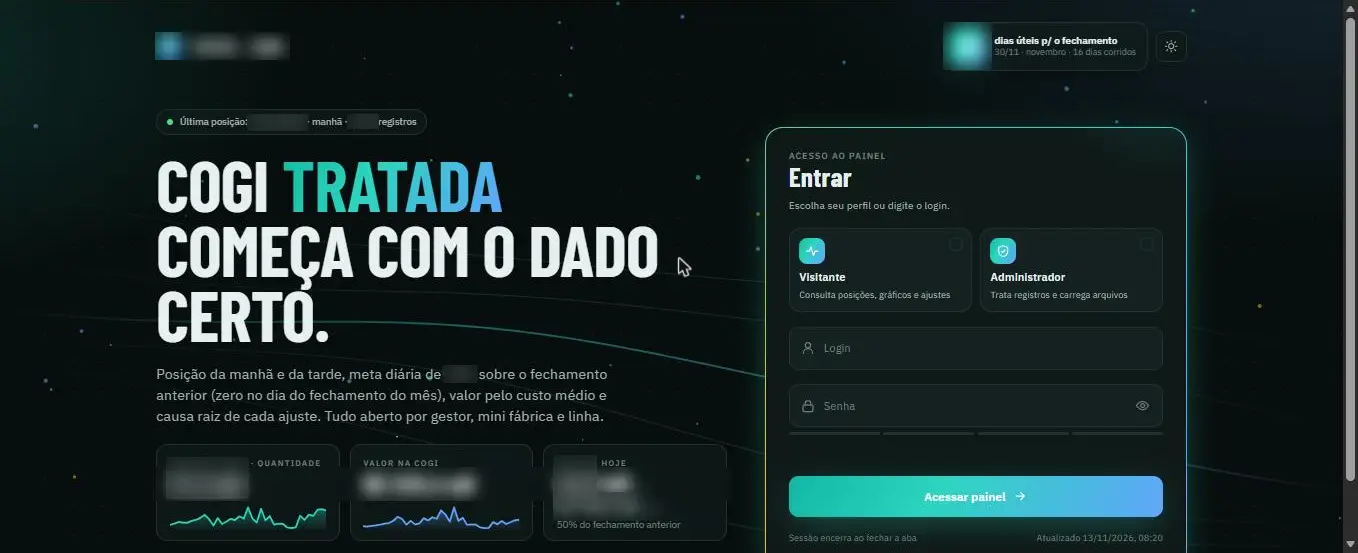 dias úteis p/ o fechamento
30/11 · novembro · 16 dias corridos
Última posição: · manhã · registros
COGI TRATADA
COMEÇA COM O DADO
CERTO.
Posição da manhã e da tarde, meta diária de sobre o fechamento
anterior (zero no dia do fechamento do mês), valor pelo custo médio e
causa raiz de cada ajuste. Tudo aberto por gestor, mini fábrica e linha.
· QUANTIDADE
VALOR NA COGI
HOJE
50% do fechamento anterior
ACESSO AO PAINEL
Entrar
Escolha seu perfil ou digite o login.
Visitante
Consulta posições, gráficos e ajustes
Administrador
Trata registros e carrega arquivos
Login
Senha
Acessar painel →
Sessão encerra ao fechar a aba
Atualizado 13/11/2026, 08:20